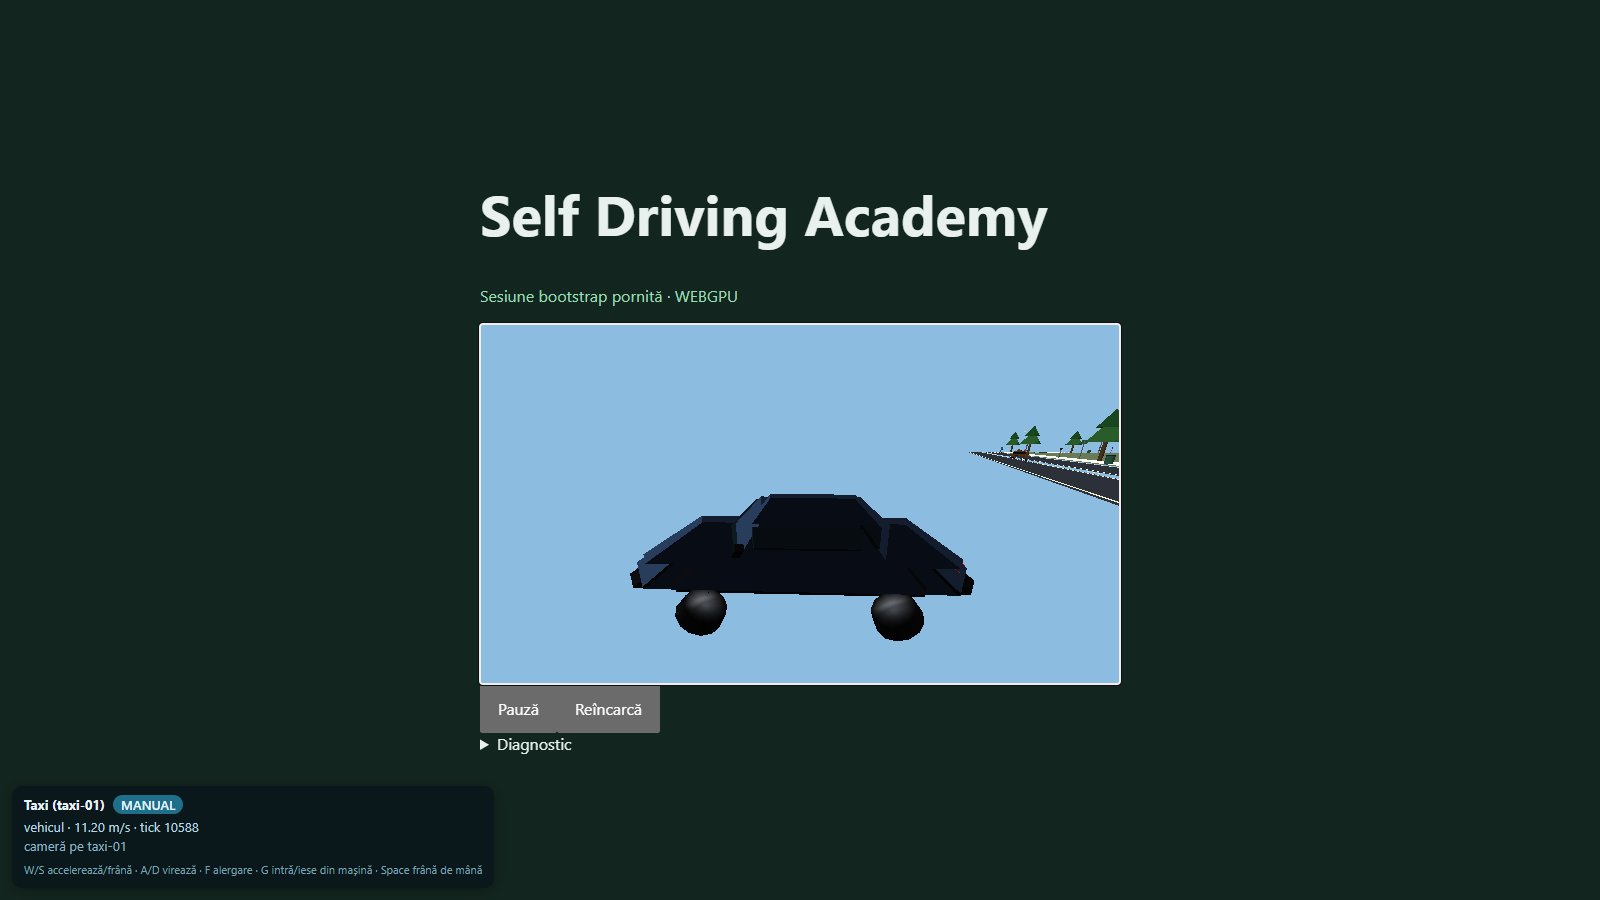 Self Driving Academy
Sesiune bootstrap pornită · WEBGPU
Pauză
Reîncarcă
▶ Diagnostic
Taxi (taxi-01) MANUAL
vehicul · 11.20 m/s · tick 10588
cameră pe taxi-01
W/S accelerează/frână · A/D virează · F alergare · G intră/iese din mașină · Space frână de mână